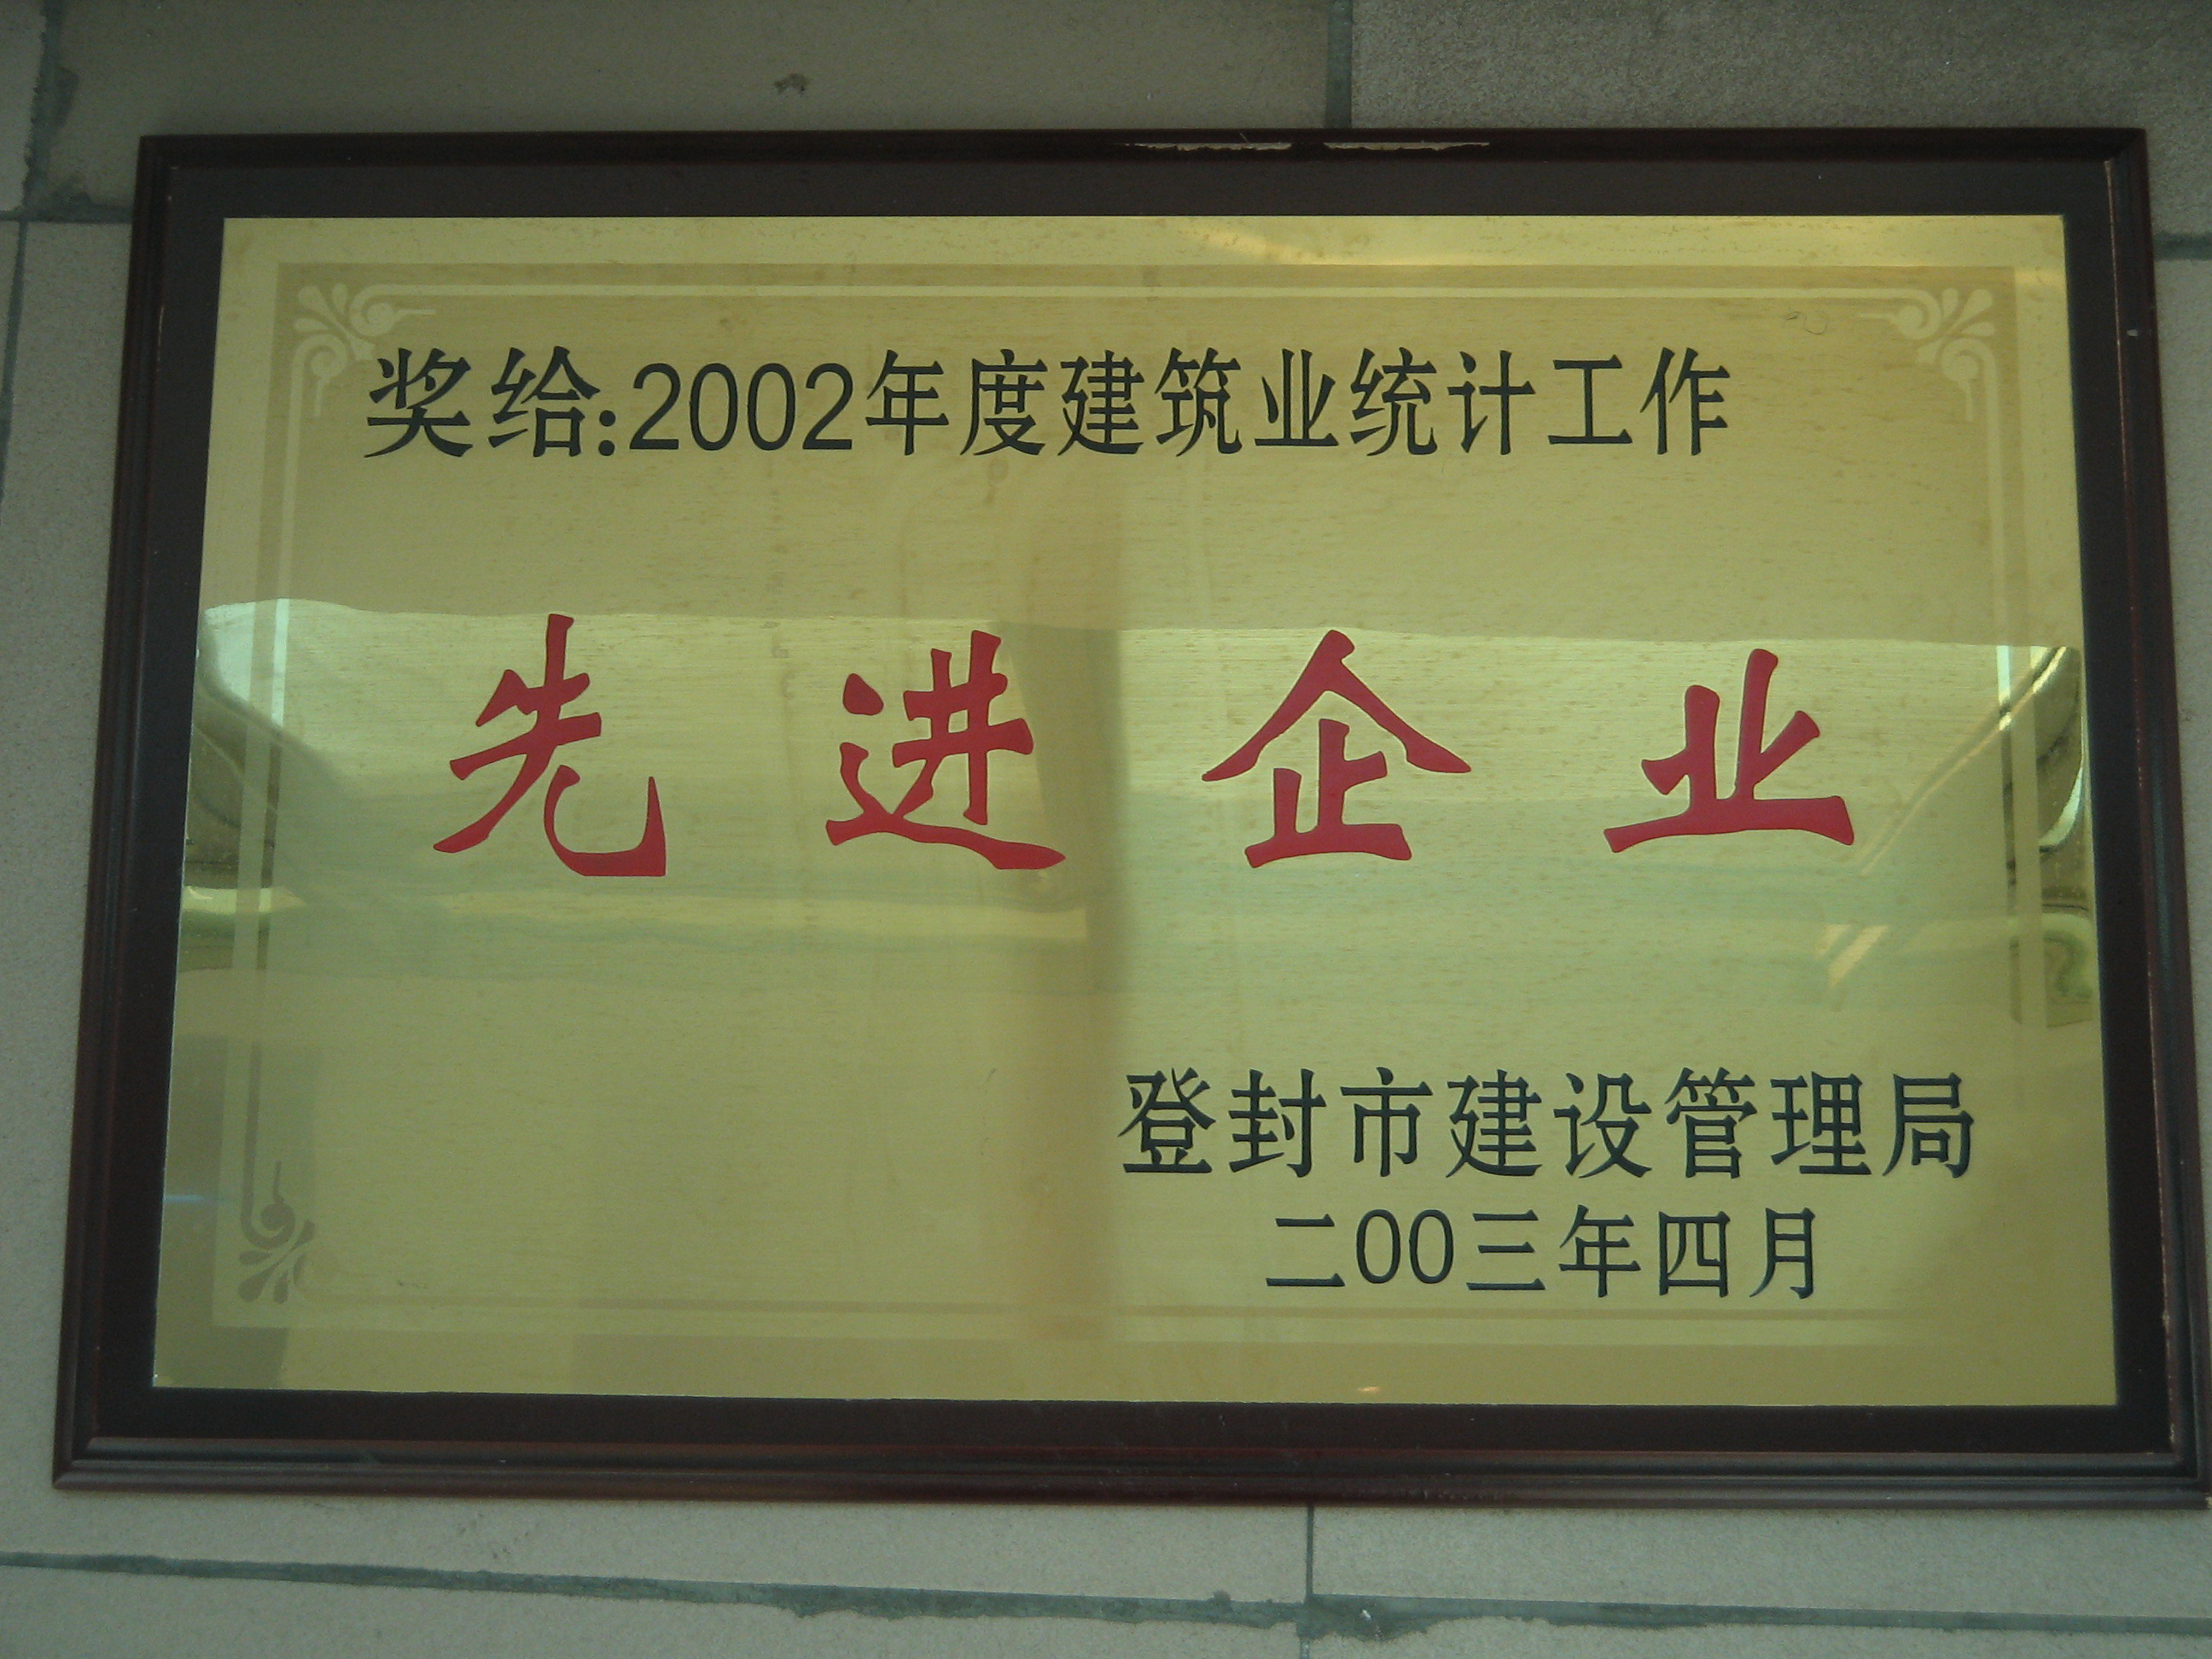 奖给:2002年度建筑业统计工作
先进企业
登封市建设管理局
二00三年四月